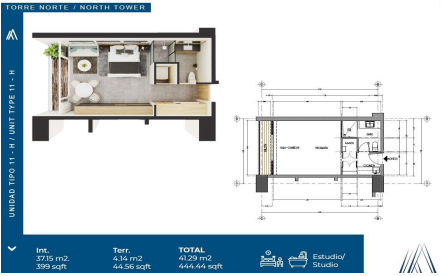 TORRE NORTE / NORTH TOWER
UNIDAD TIPO 11 - H / UNIT TYPE 11 - H
Int.
37.15 m2.
399 sqft
Terr.
4.14 m2
44.56 sqft
TOTAL
41.29 m2
444.44 sqft
Estudio/
Studio